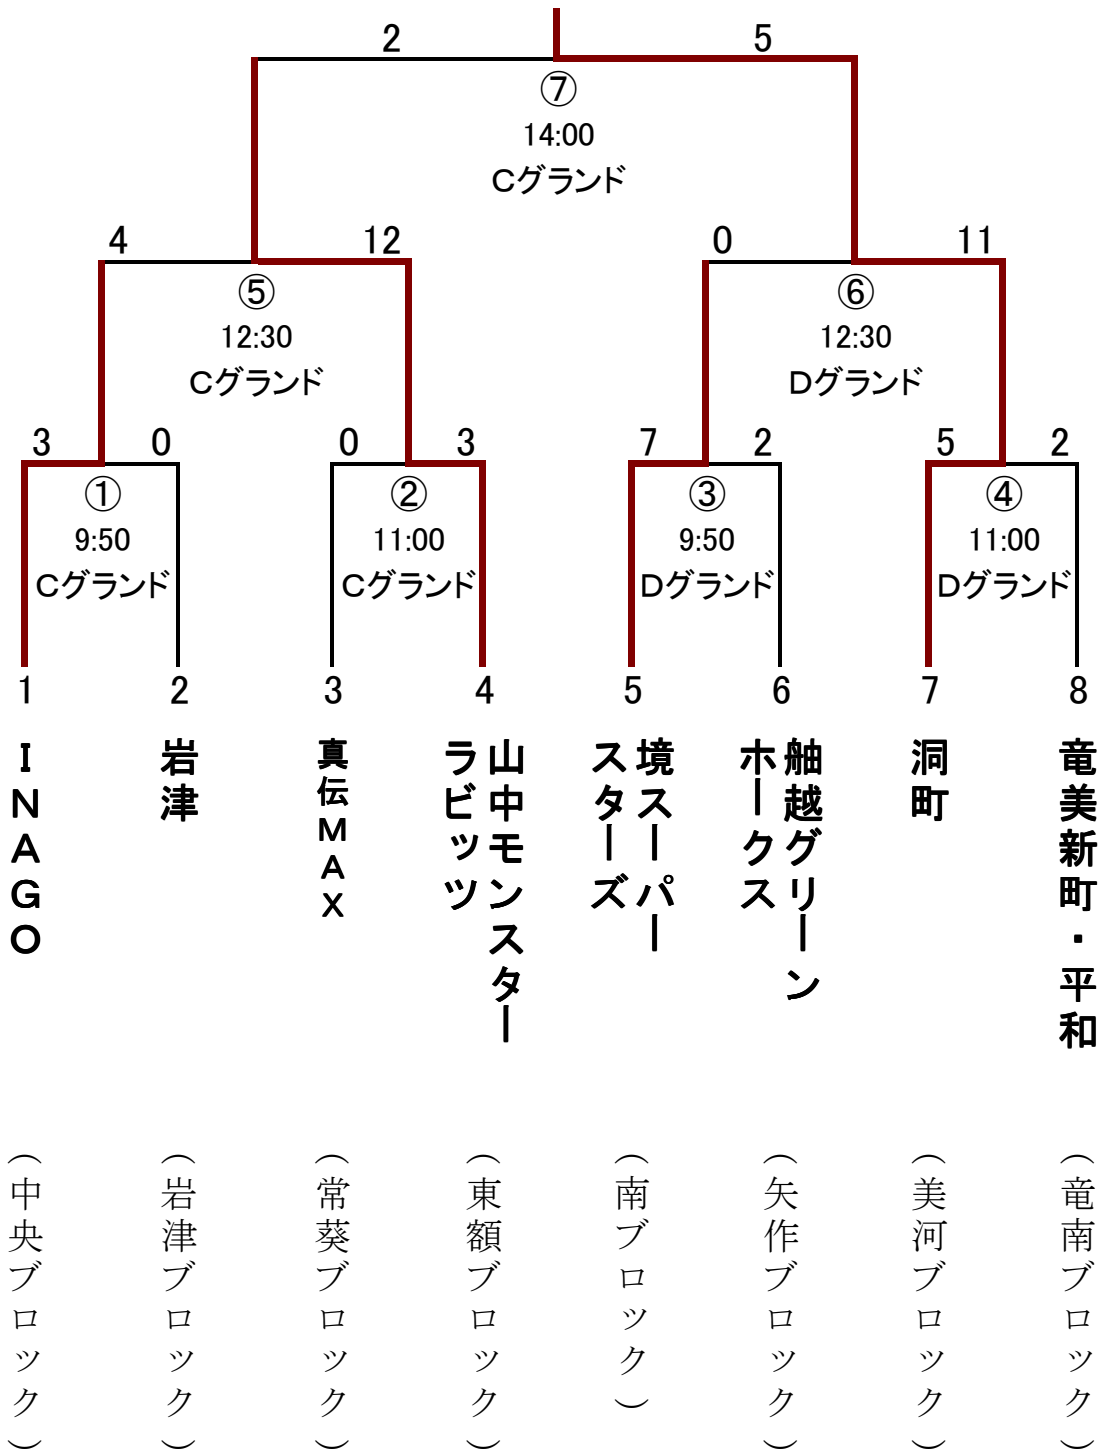 2
5
⑦
14:00
Cグランド
4
12
0
11
⑤
12:30
Cグランド
⑥
12:30
Dグランド
3
0
0
3
7
2
5
2
①
9:50
Cグランド
②
11:00
Cグランド
③
9:50
Dグランド
④
11:00
Dグランド
1
2
3
4
5
6
7
8
INAGO
岩津
真伝MAX
山中モンスター
ラビッツ
境スーパー
スターズ
舳越グリーン
ホークス
洞町
竜美新町・平和
（中央ブロック）
（岩津ブロック）
（常葵ブロック）
（東額ブロック）
（南ブロック）
（矢作ブロック）
（美河ブロック）
（竜南ブロック）